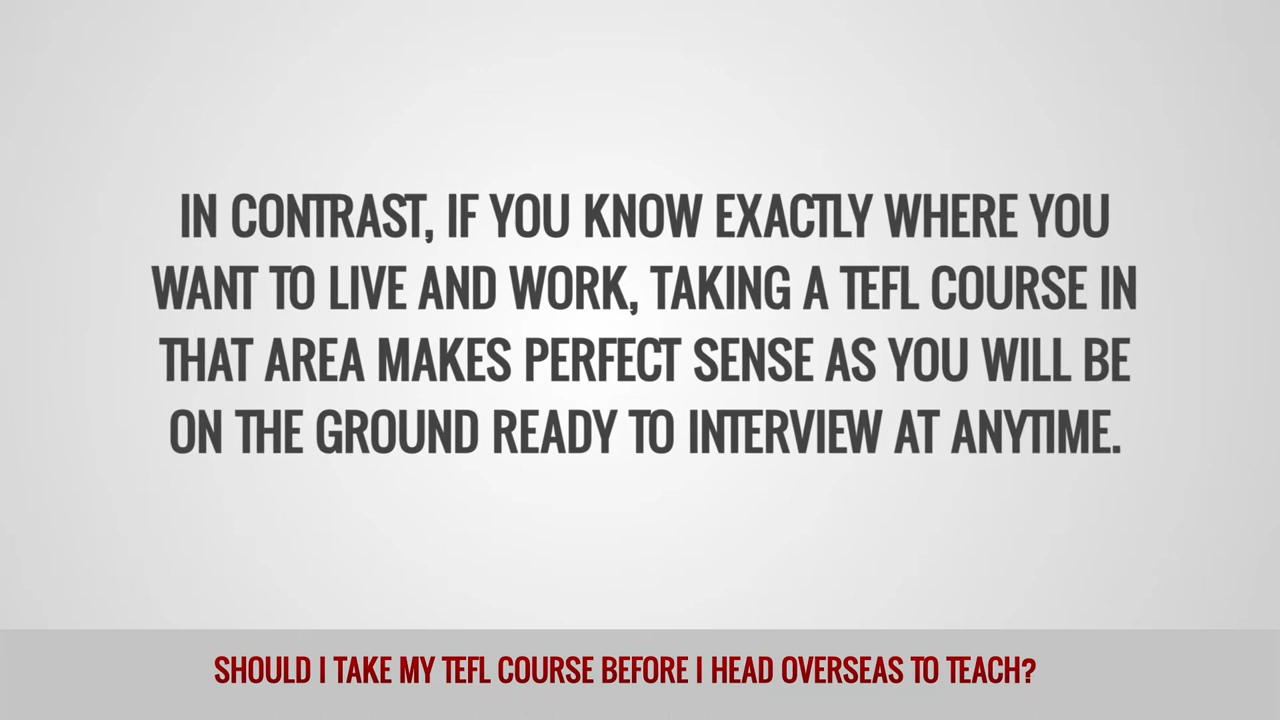 IN CONTRAST, IF YOU KNOW EXACTLY WHERE YOU
WANT TO LIVE AND WORK, TAKING A TEFL COURSE IN
THAT AREA MAKES PERFECT SENSE AS YOU WILL BE
ON THE GROUND READY TO INTERVIEW AT ANYTIME.
SHOULD I TAKE MY TEFL COURSE BEFORE I HEAD OVERSEAS TO TEACH?